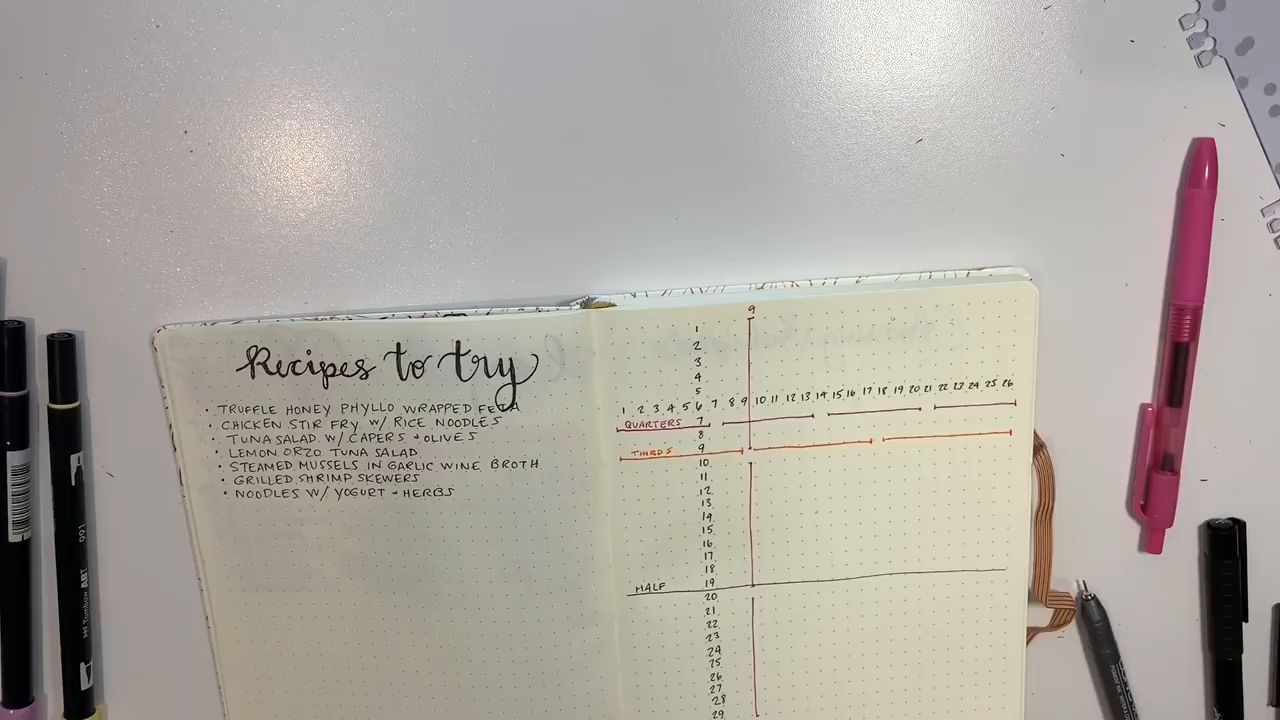 Recipes to try
• TRUFFLE HONEY PHYLLO WRAPPED FETA
• CHICKEN STIR FRY W/ RICE NOODLES
• TUNA SALAD W/ CAPERS + OLIVES
• LEMON ORZO TUNA SALAD
• STEAMED MUSSELS IN GARLIC WINE BROTH
• GRILLED SHRIMP SKEWERS
• NOODLES W/ YOGURT + HERBS
9
1
2
3
4
5
1 2 3 4 5 6 7 8 9 10 11 12 13 14 15 16 17 18 19 20 21 22 23 24 25 26
QUARTERS 7
8
THIRDS 9
10
11
12
13
14
15
16
17
18
HALF 19
20
21
22
23
24
25
26
27
28
29
Tombow ABT
991